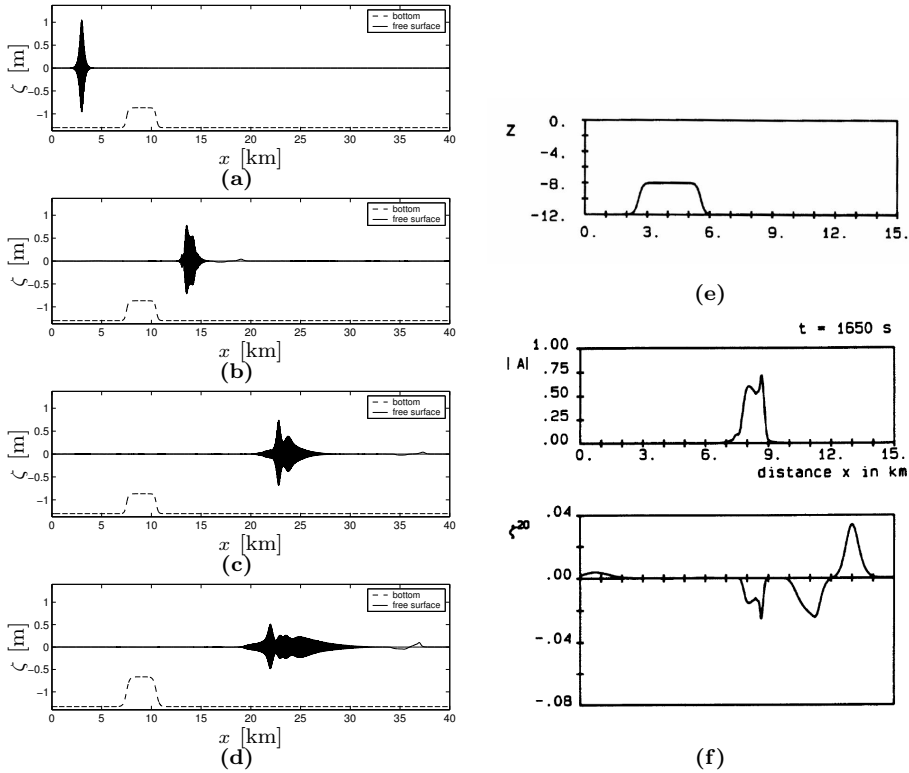 bottom
free surface
1
0.5
0
−0.5
−1
ζ [m]
0 5 10 15 20 25 30 35 40
x [km]
(a)
bottom
free surface
1
0.5
0
−0.5
−1
ζ [m]
0 5 10 15 20 25 30 35 40
x [km]
(b)
bottom
free surface
1
0.5
0
−0.5
−1
ζ [m]
0 5 10 15 20 25 30 35 40
x [km]
(c)
bottom
free surface
1
0.5
0
−0.5
−1
ζ [m]
0 5 10 15 20 25 30 35 40
x [km]
(d)
Z
0.
-4.
-8.
-12.
0. 3. 6. 9. 12. 15.
(e)
t = 1650 s
|A|
1.00
.75
.50
.25
.00
0. 3. 6. 9. 12. 15.
distance x in km
ζ²⁰
.04
.00
-.04
-.08
(f)